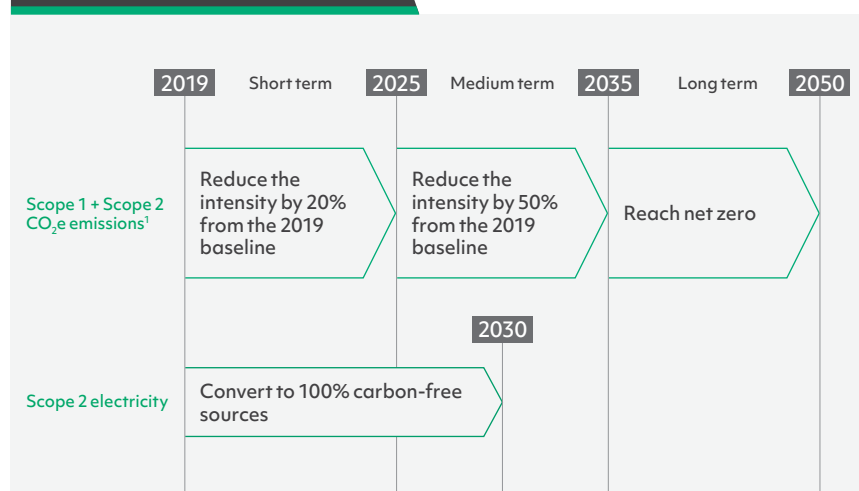 2019 Short term 2025 Medium term 2035 Long term 2050
Scope 1 + Scope 2
CO₂e emissions¹
Reduce the
intensity by 20%
from the 2019
baseline
Reduce the
intensity by 50%
from the 2019
baseline
Reach net zero
2030
Scope 2 electricity
Convert to 100% carbon-free
sources